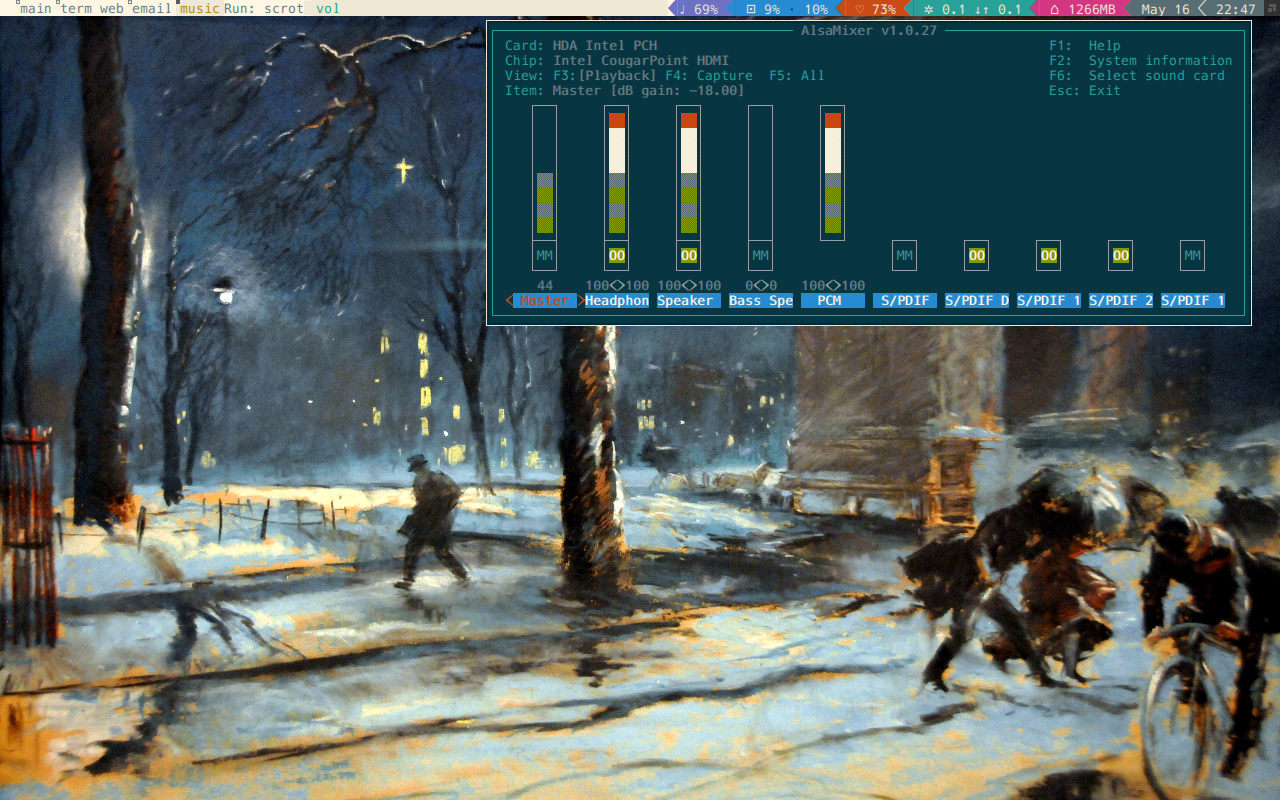 main term web email music Run: scrot vol ♩ 69% ⊡ 9% · 10% ♡ 73% ✲ 0.1 ↓↑ 0.1 ⌂ 1266MB May 16 22:47
AlsaMixer v1.0.27
Card: HDA Intel PCH F1: Help
Chip: Intel CougarPoint HDMI F2: System information
View: F3:[Playback] F4: Capture F5: All F6: Select sound card
Item: Master [dB gain: −18.00] Esc: Exit
MM OO OO MM MM OO OO OO MM
44 100<>100 100<>100 0<>0 100<>100
< Master > Headphon Speaker Bass Spe PCM S/PDIF S/PDIF D S/PDIF 1 S/PDIF 2 S/PDIF 1